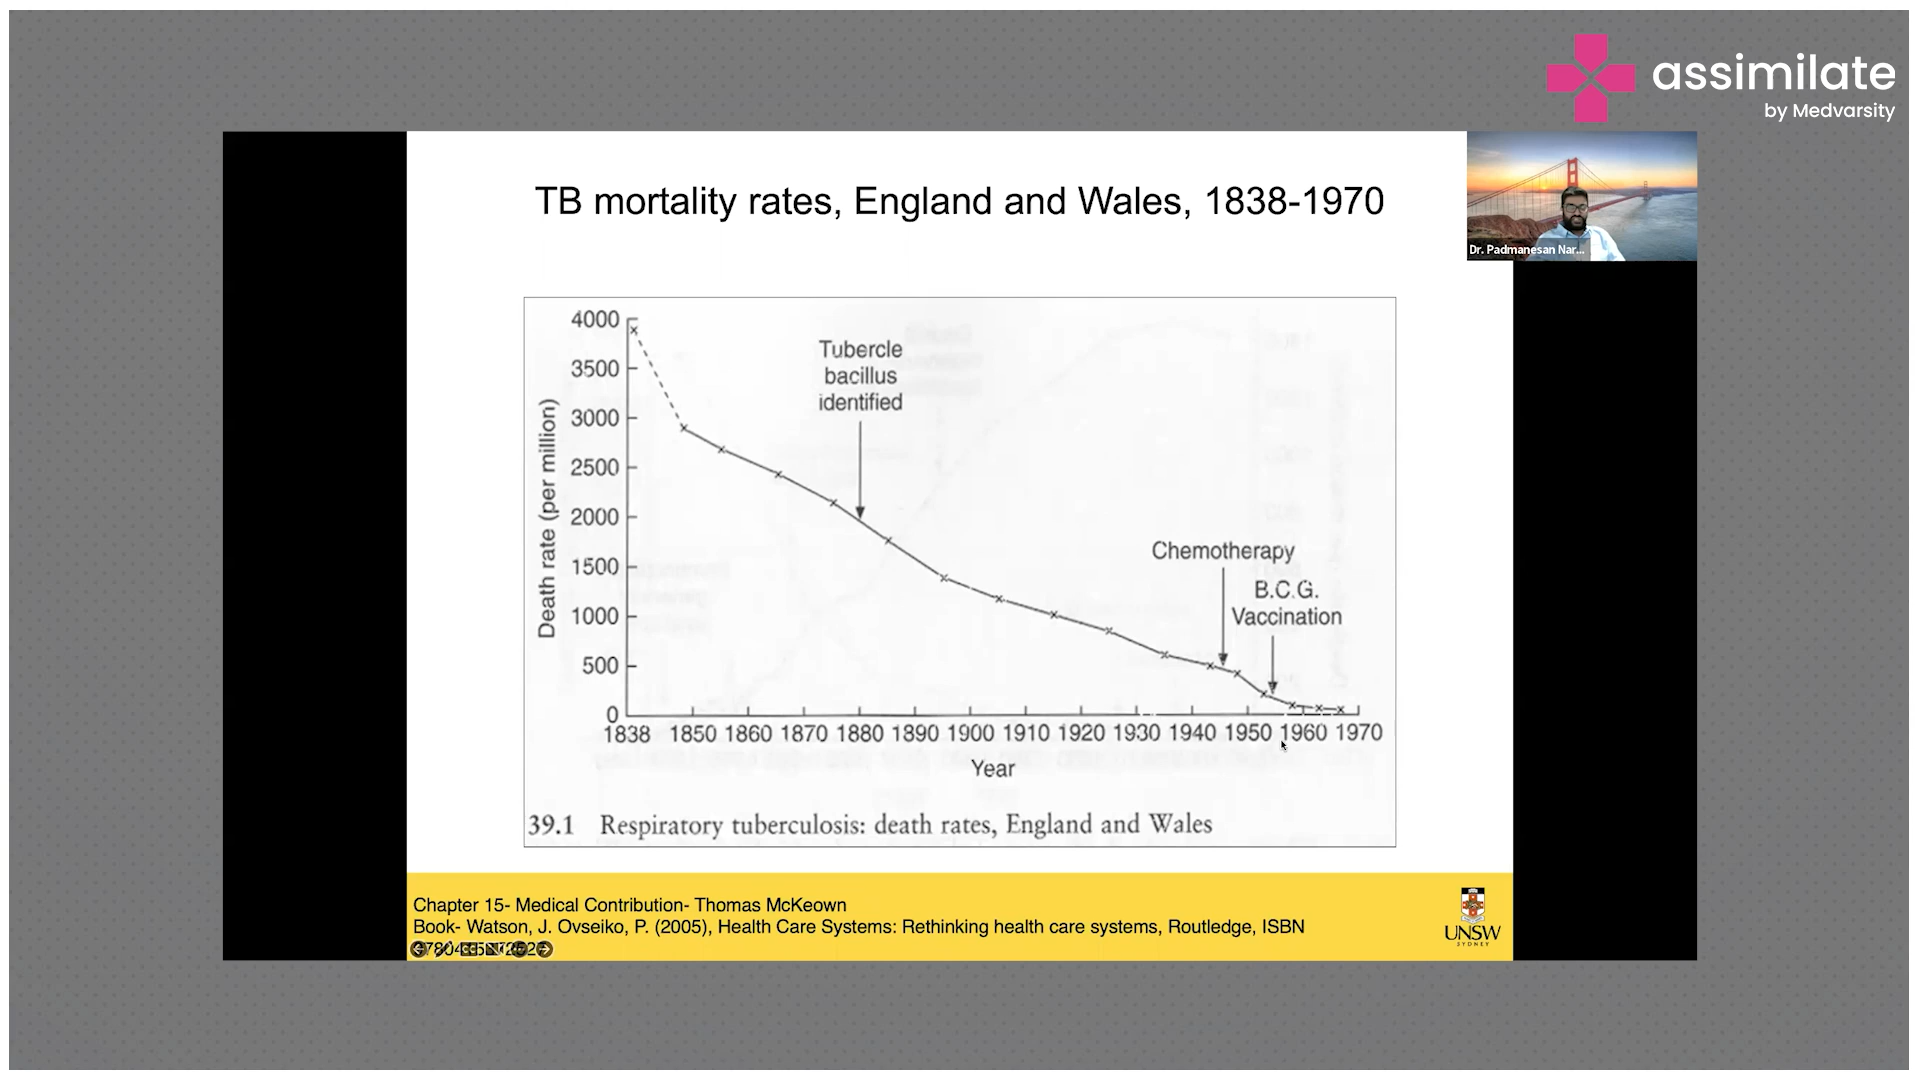 assimilate
by Medvarsity
TB mortality rates, England and Wales, 1838-1970
Dr. Padmanesan Nar...
4000
3500
3000
2500
2000
1500
1000
500
0
Death rate (per million)
Tubercle
bacillus
identified
Chemotherapy
B.C.G.
Vaccination
1838 1850 1860 1870 1880 1890 1900 1910 1920 1930 1940 1950 1960 1970
Year
39.1 Respiratory tuberculosis: death rates, England and Wales
Chapter 15- Medical Contribution- Thomas McKeown
Book- Watson, J. Ovseiko, P. (2005), Health Care Systems: Rethinking health care systems, Routledge, ISBN
UNSW
SYDNEY